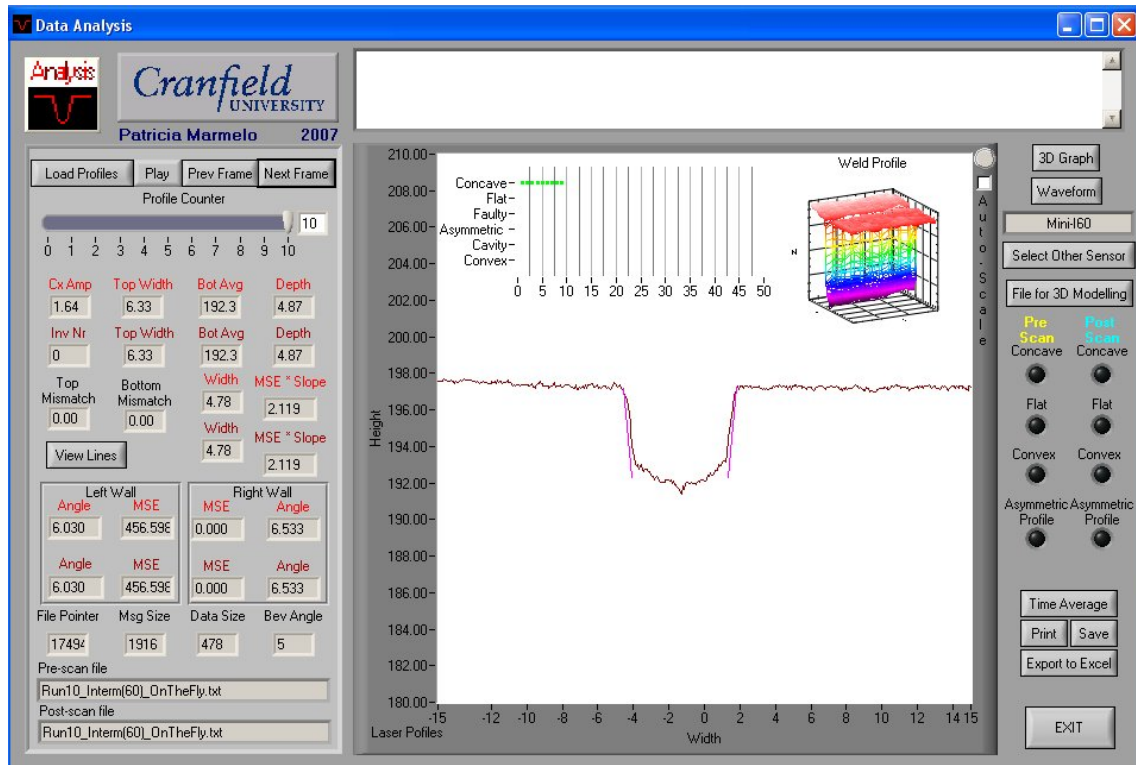 Data Analysis
Analysis
Cranfield
UNIVERSITY
Patricia Marmelo 2007
Load Profiles Play Prev Frame Next Frame
Profile Counter
10
0 1 2 3 4 5 6 7 8 9 10
Cx Amp Top Width Bot Avg Depth
1.64 6.33 192.3 4.87
Inv Nr Top Width Bot Avg Depth
0 6.33 192.3 4.87
Top Mismatch Bottom Mismatch Width MSE * Slope
0.00 0.00 4.78 2.119
Width MSE * Slope
4.78 2.119
View Lines
Left Wall Right Wall
Angle MSE MSE Angle
6.030 456.598 0.000 6.533
Angle MSE MSE Angle
6.030 456.598 0.000 6.533
File Pointer Msg Size Data Size Bev Angle
1749 1916 478 5
Pre-scan file
Run10_Interm(60)_OnTheFly.txt
Post-scan file
Run10_Interm(60)_OnTheFly.txt
210.00
208.00
206.00
204.00
202.00
200.00
198.00
196.00
194.00
192.00
190.00
188.00
186.00
184.00
182.00
180.00
Height
-15 -12 -10 -8 -6 -4 -2 0 2 4 6 8 10 12 14 15
Laser Pofiles
Width
Concave
Flat
Faulty
Asymmetric
Cavity
Convex
0 5 10 15 20 25 30 35 40 45 50
Weld Profile
Z
Auto-Scale
3D Graph
Waveform
Mini-I60
Select Other Sensor
File for 3D Modelling
Pre Scan Post Scan
Concave Concave
Flat Flat
Convex Convex
Asymmetric Profile Asymmetric Profile
Time Average
Print Save
Export to Excel
EXIT